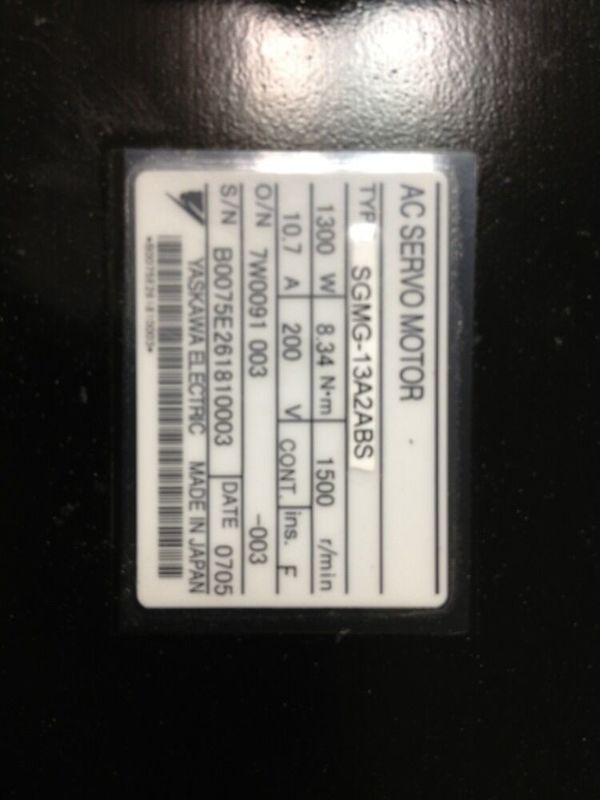 AC SERVO MOTOR
TYPE SGMG-13A2ABS
1300 W 8.34 N·m 1500 r/min
10.7 A 200 V CONT. ins. F
O/N 7W0091 003 -003
S/N B0075E261810003 DATE 0705
YASKAWA ELECTRIC MADE IN JAPAN
*B0075E261810003*